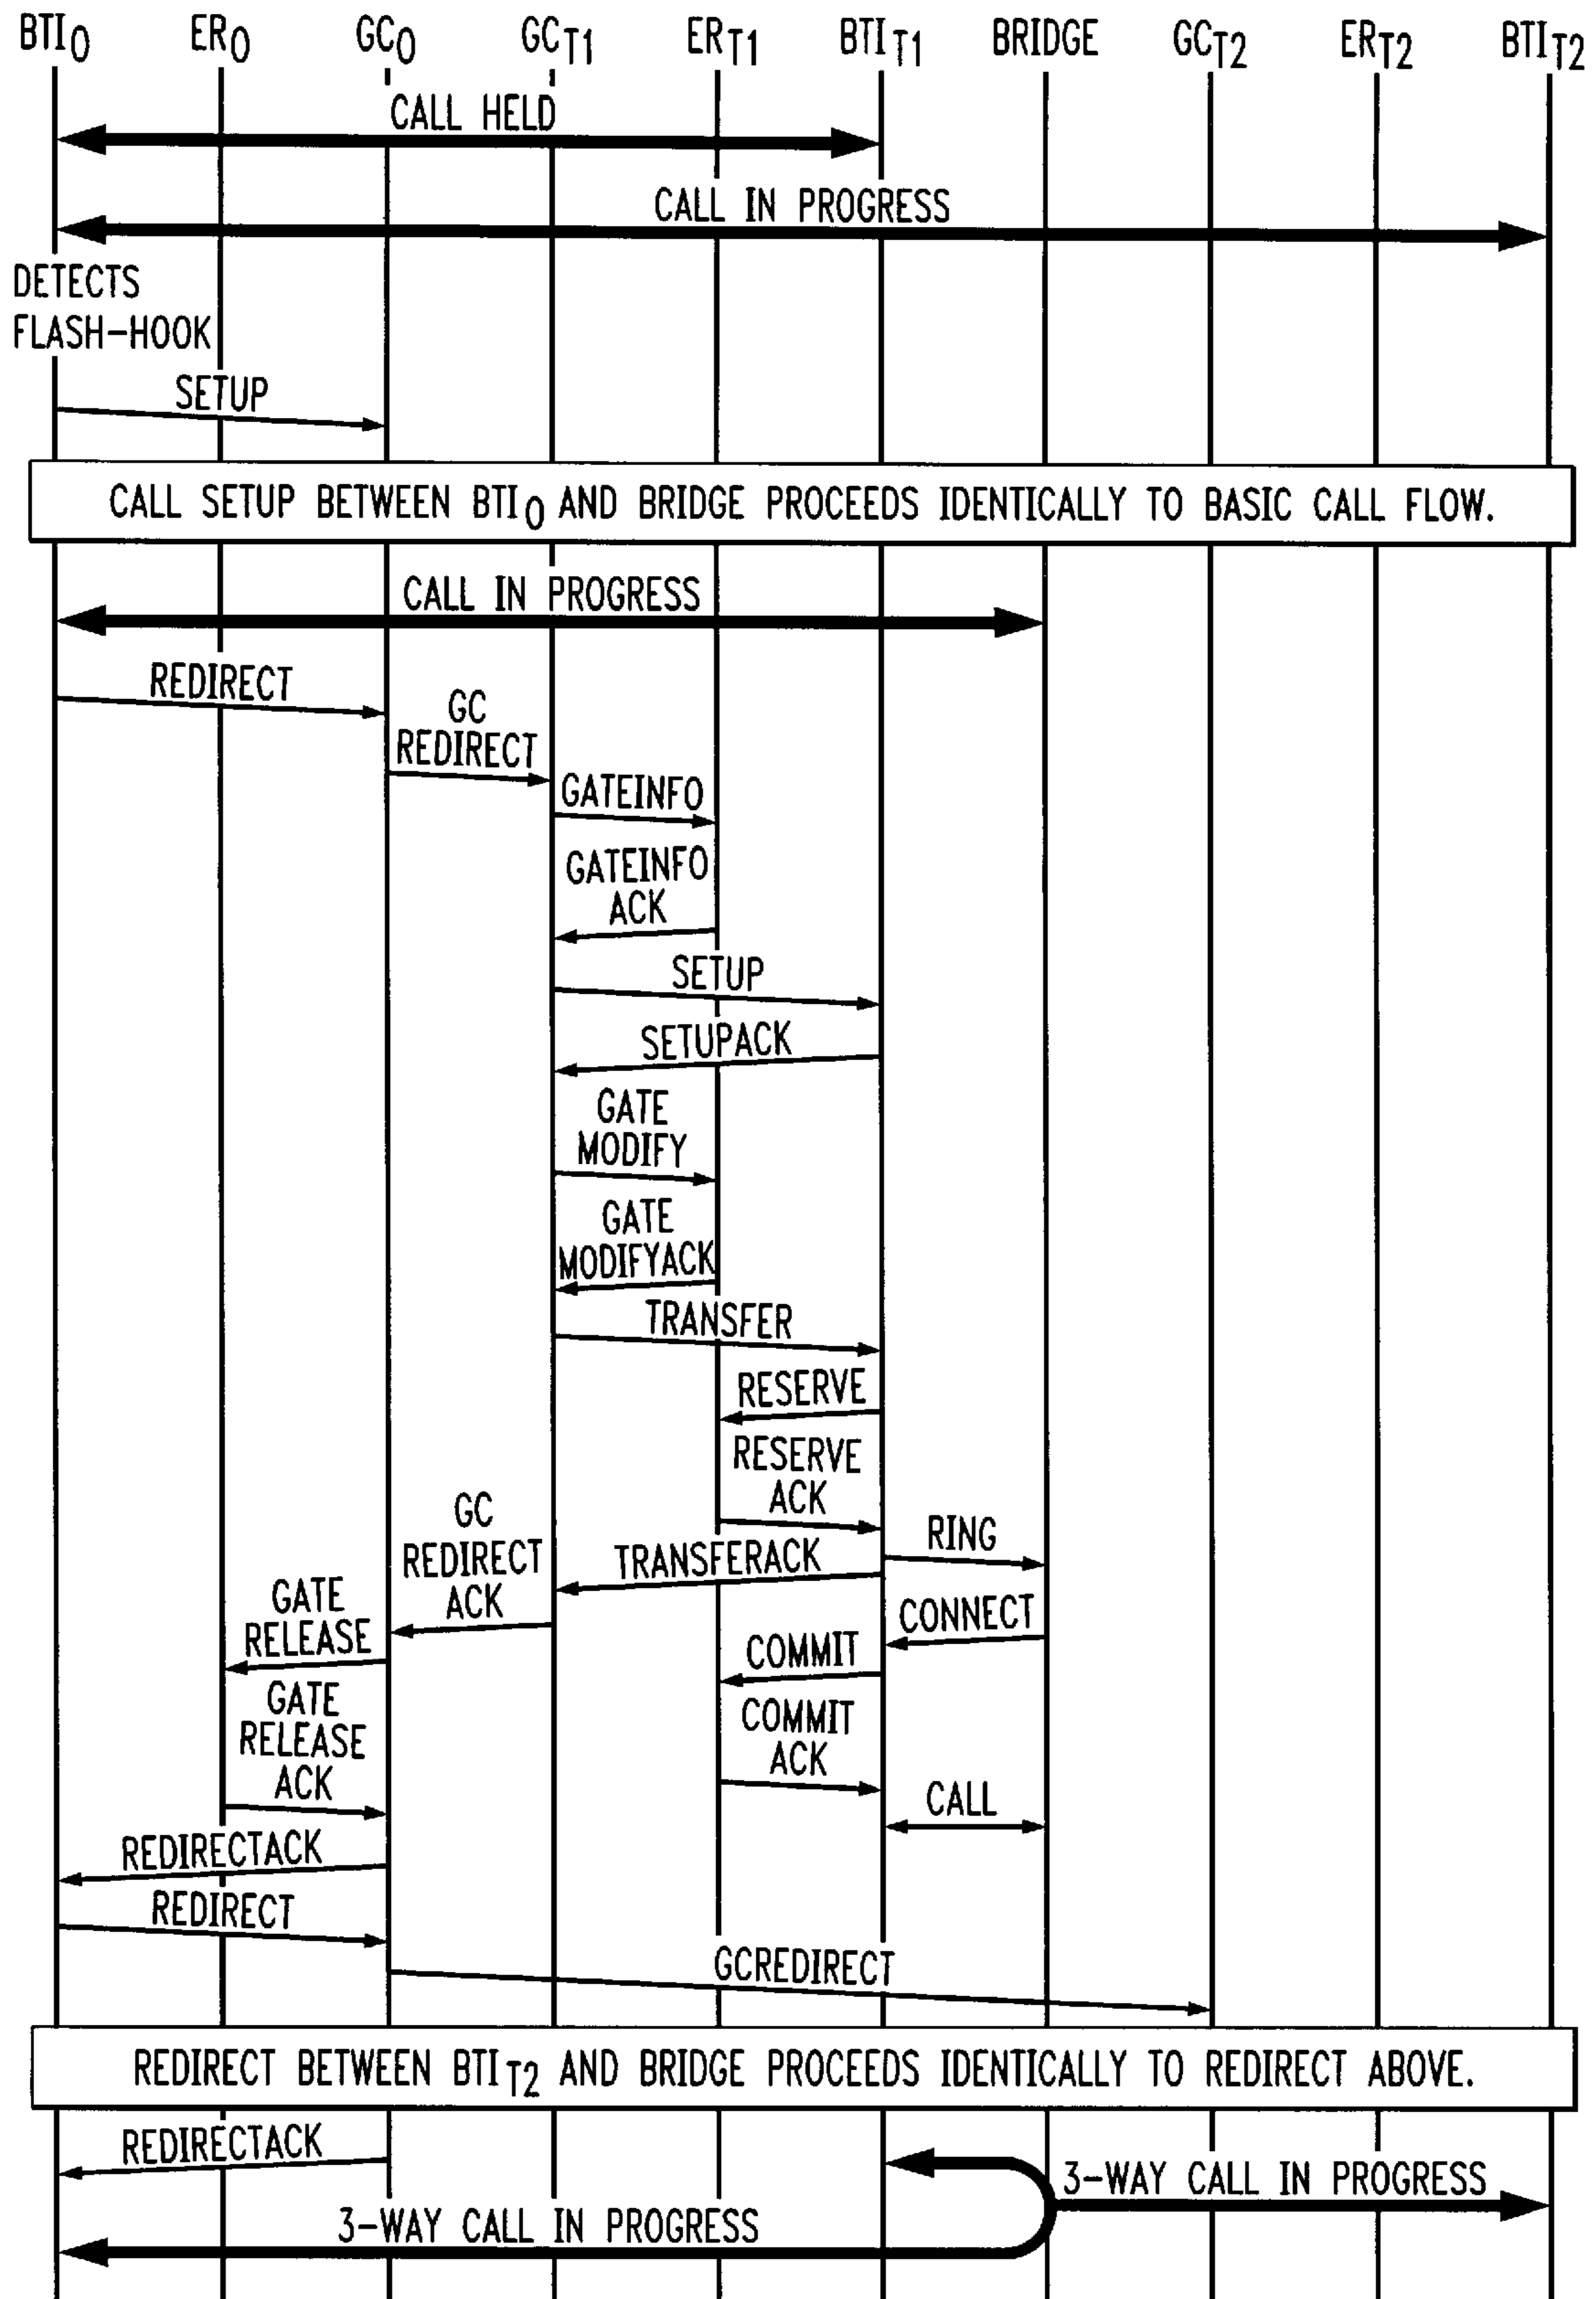 BTI0 ER0 GC0 GCT1 ERT1 BTIT1 BRIDGE GCT2 ERT2 BTIT2
CALL HELD
CALL IN PROGRESS
DETECTS
FLASH-HOOK
SETUP
CALL SETUP BETWEEN BTI0 AND BRIDGE PROCEEDS IDENTICALLY TO BASIC CALL FLOW.
CALL IN PROGRESS
REDIRECT
GC
REDIRECT
GATEINFO
GATEINFO
ACK
SETUP
SETUPACK
GATE
MODIFY
GATE
MODIFYACK
TRANSFER
RESERVE
RESERVE
ACK
RING
TRANSFERACK
GC
REDIRECT
ACK
GATE
RELEASE
CONNECT
COMMIT
GATE
RELEASE
ACK
COMMIT
ACK
CALL
REDIRECTACK
REDIRECT
GCREDIRECT
REDIRECT BETWEEN BTIT2 AND BRIDGE PROCEEDS IDENTICALLY TO REDIRECT ABOVE.
REDIRECTACK
3-WAY CALL IN PROGRESS
3-WAY CALL IN PROGRESS